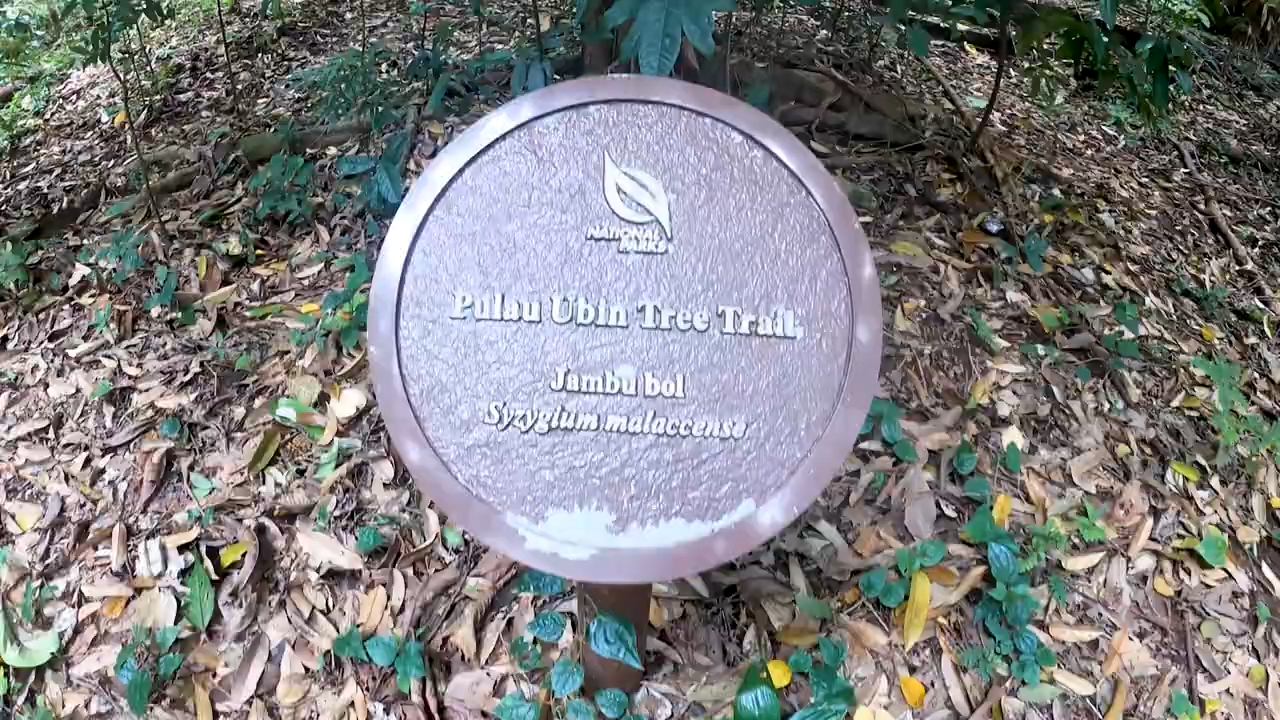 NATIONAL
PARKS
Pulau Ubin Tree Trail
Jambu bol
Syzygium malaccense